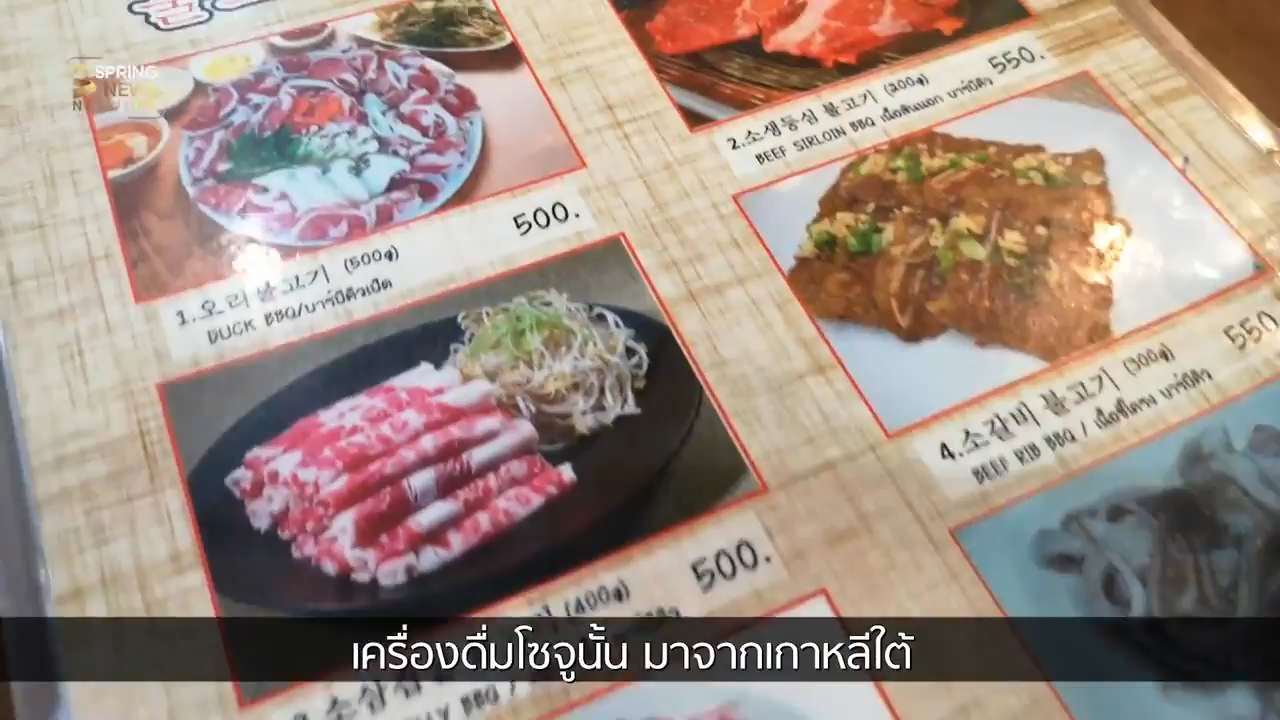 SPRING
NEWS
NETWORK
550.
2.소생등심 불고기 (200g)
BEEF SIRLOIN BBQ เนื้อสันนอก บาร์บีคิว
500.
1.오리불고기 (500g)
DUCK BBQ/บาร์บีคิวเป็ด
550
4.소갈비 불고기 (300g)
BEEF RIB BBQ / เนื้อซี่โครง บาร์บีคิว
500.
(400g)
BBQ /
เครื่องดื่มโซจูนั้น มาจากเกาหลีใต้